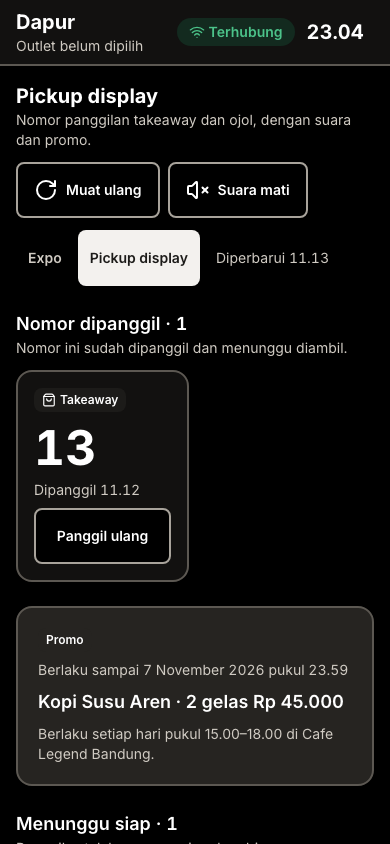 Dapur
Outlet belum dipilih
Terhubung
23.04
Pickup display
Nomor panggilan takeaway dan ojol, dengan suara
dan promo.
Muat ulang
Suara mati
Expo
Pickup display
Diperbarui 11.13
Nomor dipanggil · 1
Nomor ini sudah dipanggil dan menunggu diambil.
Takeaway
13
Dipanggil 11.12
Panggil ulang
Promo
Berlaku sampai 7 November 2026 pukul 23.59
Kopi Susu Aren · 2 gelas Rp 45.000
Berlaku setiap hari pukul 15.00–18.00 di Cafe
Legend Bandung.
Menunggu siap · 1